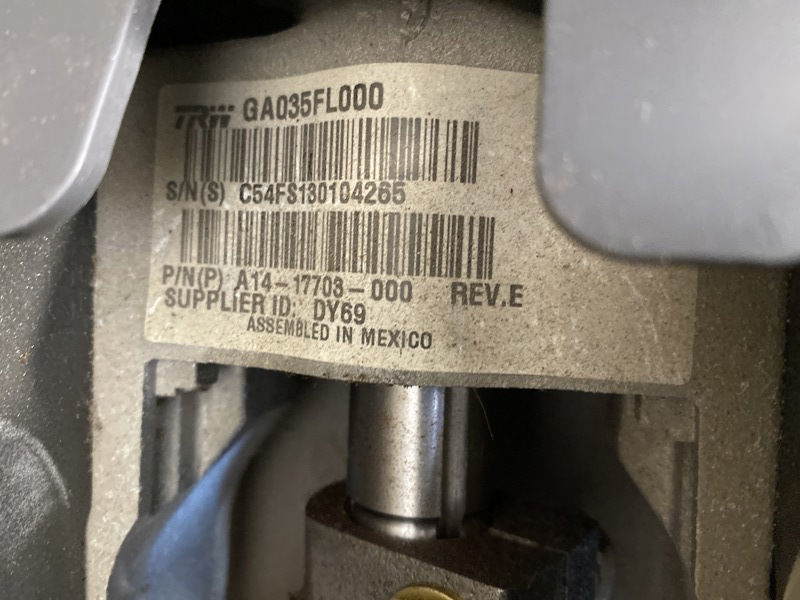 TRW GA035FL000
S/N(S) C54FS130104265
P/N(P) A14-17703-000 REV.E
SUPPLIER ID: DY69
ASSEMBLED IN MEXICO